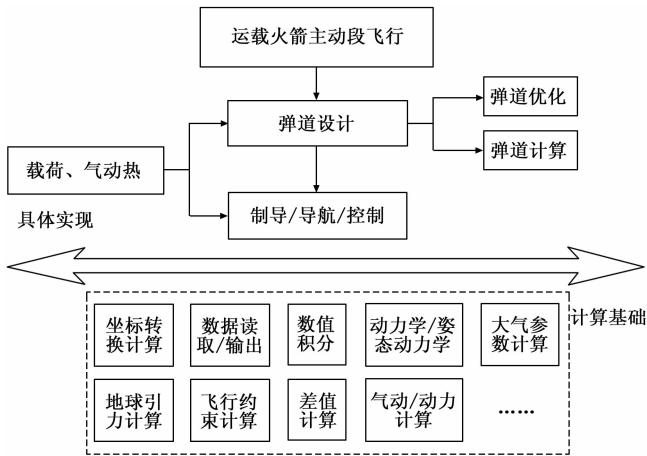 运载火箭主动段飞行
弹道设计
弹道优化
弹道计算
载荷、气动热
具体实现
制导/导航/控制
计算基础
坐标转
换计算
数据读
取/输出
数值
积分
动力学/姿
态动力学
大气参
数计算
地球引
力计算
飞行约
束计算
差值
计算
气动/动力
计算
……